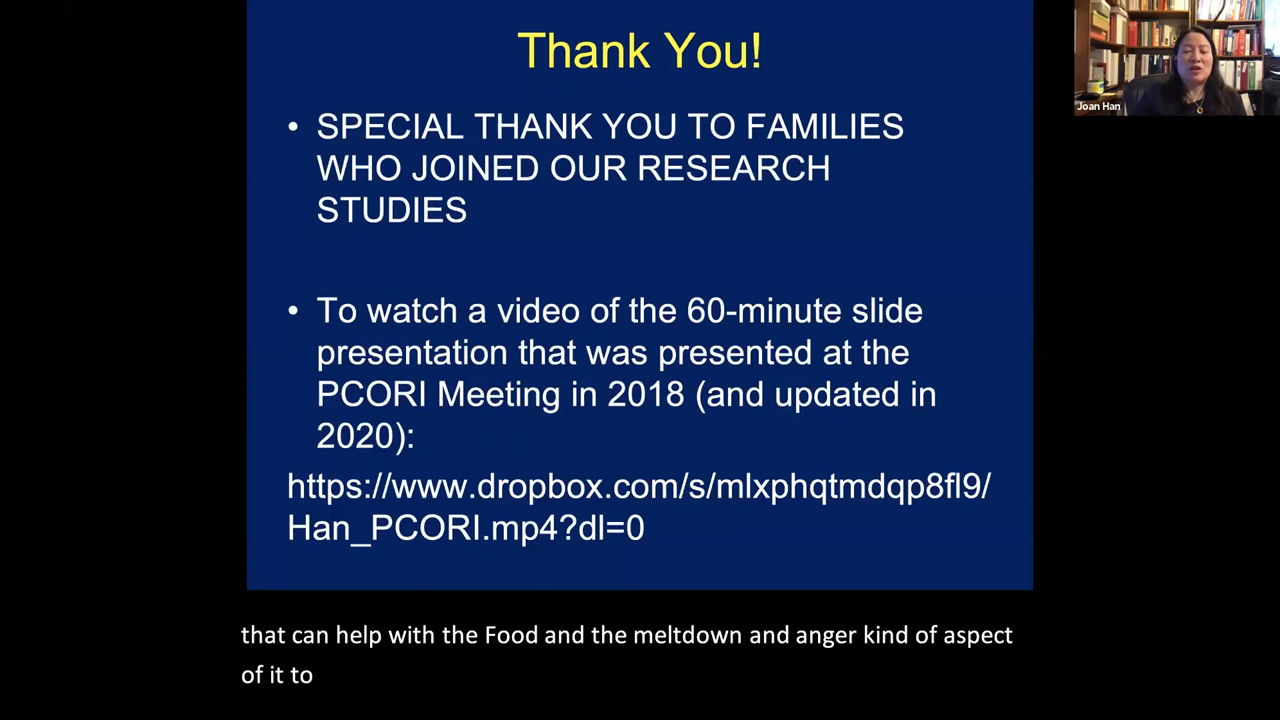 Thank You!
• SPECIAL THANK YOU TO FAMILIES
WHO JOINED OUR RESEARCH
STUDIES
• To watch a video of the 60-minute slide
presentation that was presented at the
PCORI Meeting in 2018 (and updated in
2020):
https://www.dropbox.com/s/mlxphqtmdqp8fl9/
Han_PCORI.mp4?dl=0
Joan Han
that can help with the Food and the meltdown and anger kind of aspect
of it to